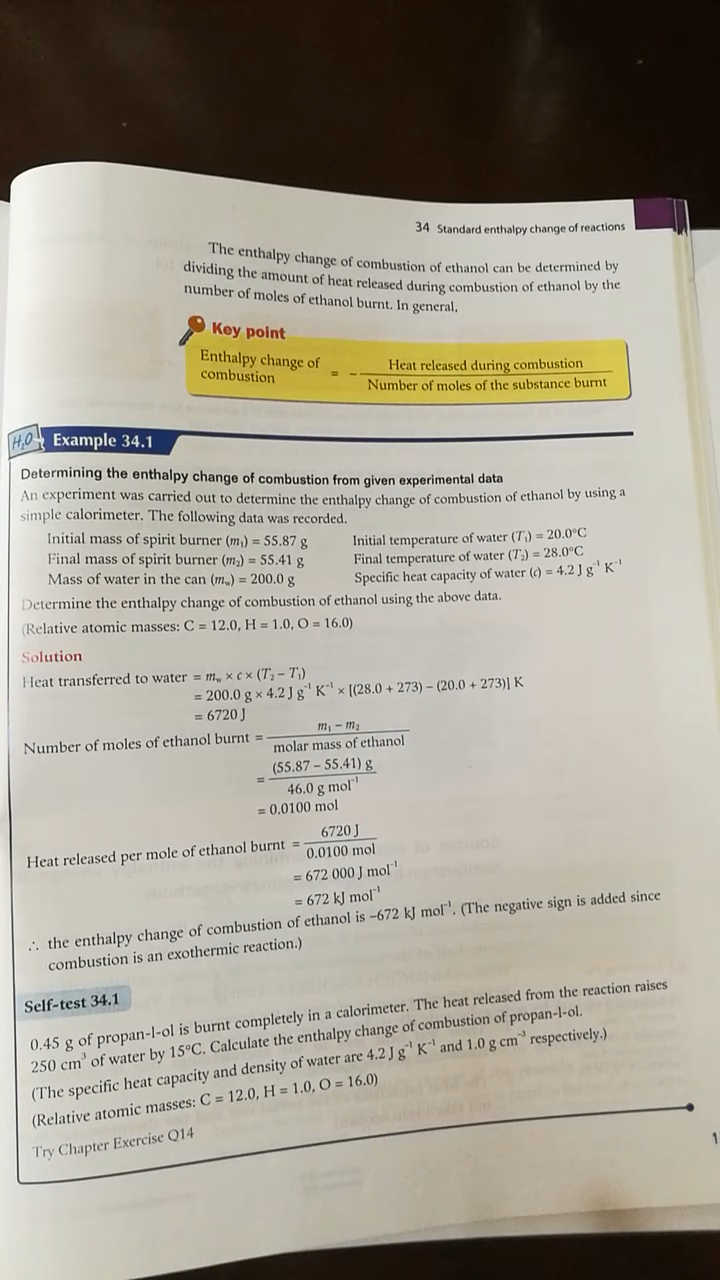 34 Standard enthalpy change of reactions
The enthalpy change of combustion of ethanol can be determined by
dividing the amount of heat released during combustion of ethanol by the
number of moles of ethanol burnt. In general,
Key point
Enthalpy change of combustion = – Heat released during combustion / Number of moles of the substance burnt
H₂O Example 34.1
Determining the enthalpy change of combustion from given experimental data
An experiment was carried out to determine the enthalpy change of combustion of ethanol by using a
simple calorimeter. The following data was recorded.
Initial mass of spirit burner (m₁) = 55.87 g
Initial temperature of water (T₁) = 20.0°C
Final mass of spirit burner (m₂) = 55.41 g
Final temperature of water (T₂) = 28.0°C
Mass of water in the can (mw) = 200.0 g
Specific heat capacity of water (c) = 4.2 J g⁻¹ K⁻¹
Determine the enthalpy change of combustion of ethanol using the above data.
(Relative atomic masses: C = 12.0, H = 1.0, O = 16.0)
Solution
Heat transferred to water = mw × c × (T₂ – T₁)
= 200.0 g × 4.2 J g⁻¹ K⁻¹ × [(28.0 + 273) – (20.0 + 273)] K
= 6720 J
Number of moles of ethanol burnt = m₁ – m₂ / molar mass of ethanol
= (55.87 – 55.41) g / 46.0 g mol⁻¹
= 0.0100 mol
Heat released per mole of ethanol burnt = 6720 J / 0.0100 mol
= 672 000 J mol⁻¹
= 672 kJ mol⁻¹
∴ the enthalpy change of combustion of ethanol is –672 kJ mol⁻¹. (The negative sign is added since
combustion is an exothermic reaction.)
Self-test 34.1
0.45 g of propan-l-ol is burnt completely in a calorimeter. The heat released from the reaction raises
250 cm³ of water by 15°C. Calculate the enthalpy change of combustion of propan-l-ol.
(The specific heat capacity and density of water are 4.2 J g⁻¹ K⁻¹ and 1.0 g cm⁻³ respectively.)
(Relative atomic masses: C = 12.0, H = 1.0, O = 16.0)
Try Chapter Exercise Q14